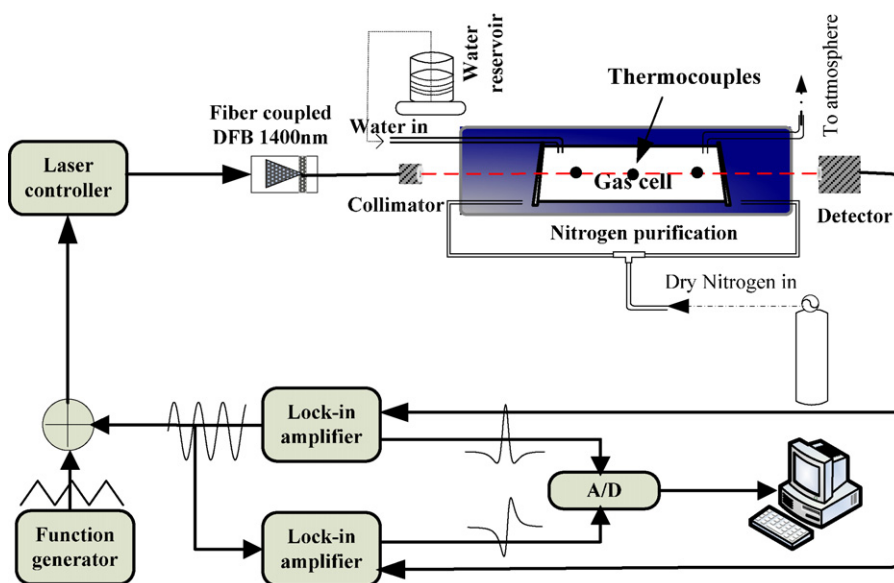 Water
reservoir
Thermocouples
To atmosphere
Fiber coupled
DFB 1400nm
Water in
Laser
controller
Gas cell
Collimator
Detector
Nitrogen purification
Dry Nitrogen in
Lock-in
amplifier
A/D
Function
generator
Lock-in
amplifier